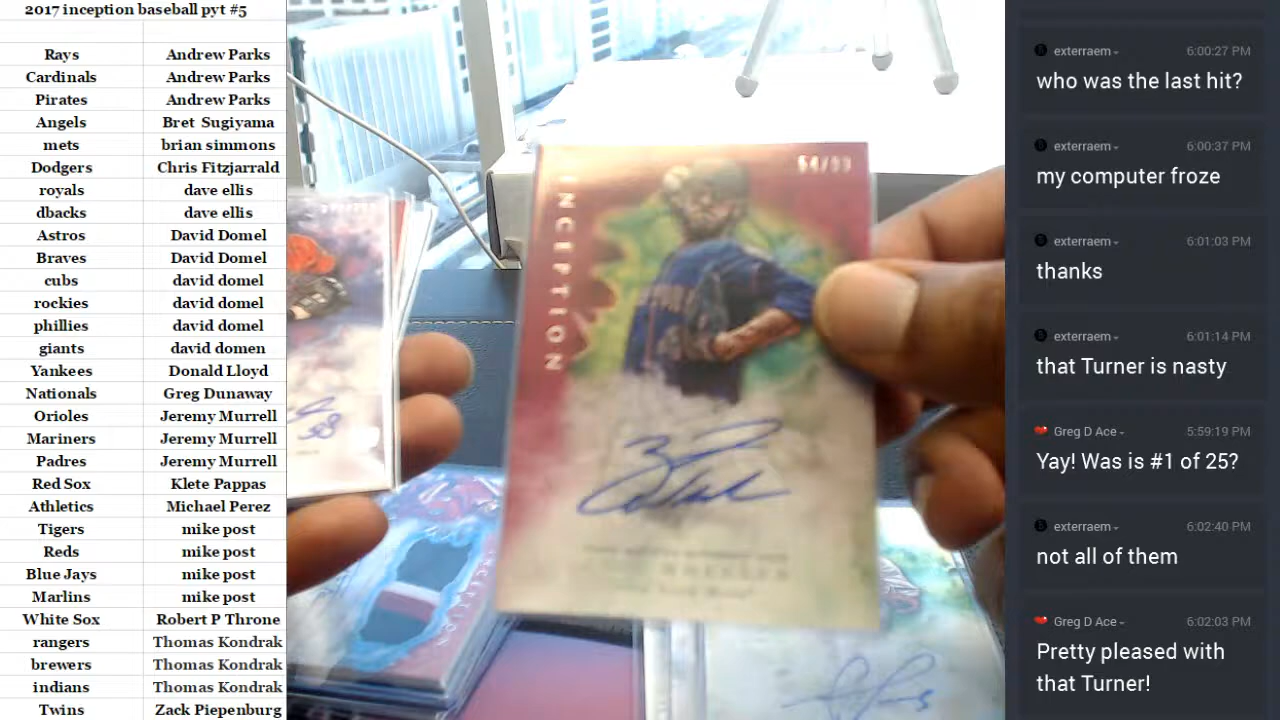 2017 inception baseball pyt #5
Rays Andrew Parks
Cardinals Andrew Parks
Pirates Andrew Parks
Angels Bret Sugiyama
mets brian simmons
Dodgers Chris Fitzjarrald
royals dave ellis
dbacks dave ellis
Astros David Domel
Braves David Domel
cubs david domel
rockies david domel
phillies david domel
giants david domen
Yankees Donald Lloyd
Nationals Greg Dunaway
Orioles Jeremy Murrell
Mariners Jeremy Murrell
Padres Jeremy Murrell
Red Sox Klete Pappas
Athletics Michael Perez
Tigers mike post
Reds mike post
Blue Jays mike post
Marlins mike post
White Sox Robert P Throne
rangers Thomas Kondrak
brewers Thomas Kondrak
indians Thomas Kondrak
Twins Zack Piepenburg
INCEPTION
54/99
38
exterraem 6:00:27 PM
who was the last hit?
exterraem 6:00:37 PM
my computer froze
exterraem 6:01:03 PM
thanks
exterraem 6:01:14 PM
that Turner is nasty
Greg D Ace 5:59:19 PM
Yay! Was is #1 of 25?
exterraem 6:02:40 PM
not all of them
Greg D Ace 6:02:03 PM
Pretty pleased with
that Turner!